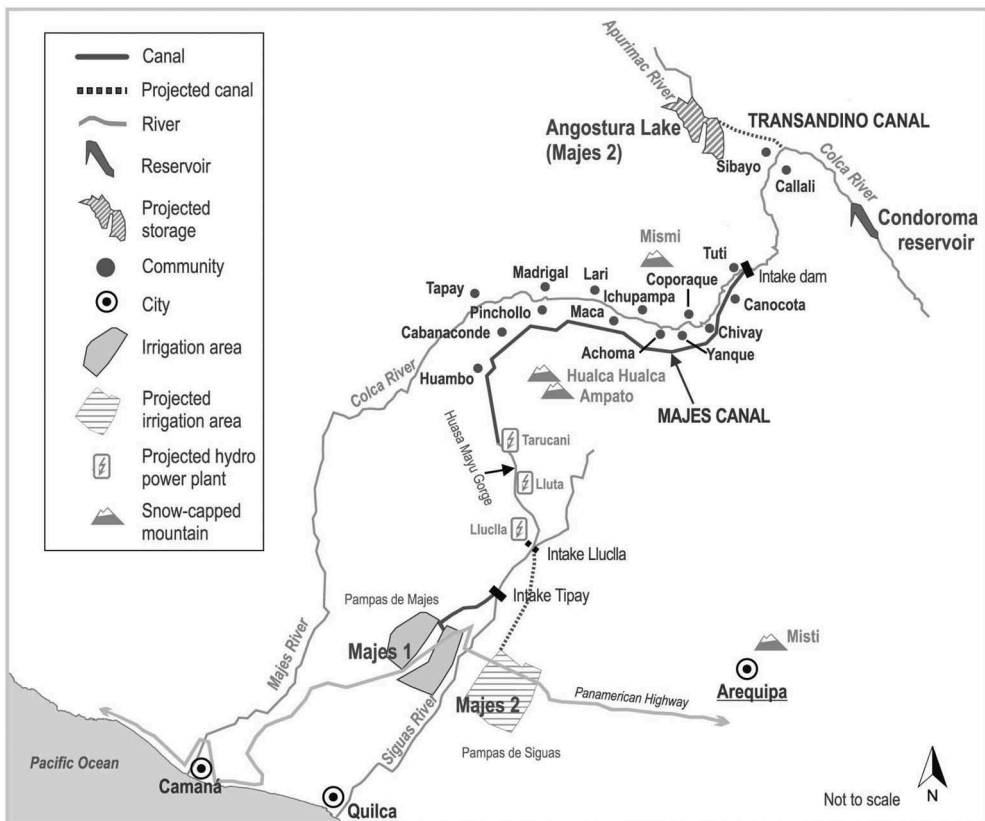 Canal
Projected canal
River
Reservoir
Projected
storage
Community
City
Irrigation area
Projected
irrigation area
Projected hydro
power plant
Snow-capped
mountain
Apurimac River
Angostura Lake
(Majes 2)
TRANSANDINO CANAL
Sibayo
Callali
Colca River
Condoroma
reservoir
Mismi
Tuti
Intake dam
Coporaque
Canocota
Madrigal
Lari
Tapay
Ichupampa
Pinchollo
Maca
Chivay
Cabanaconde
Achoma
Yanque
Huambo
Hualca Hualca
Ampato
MAJES CANAL
Colca River
Huasa Mayu Gorge
Tarucani
Lluta
Lluclla
Intake Lluclla
Intake Tipay
Pampas de Majes
Majes 1
Majes River
Misti
Arequipa
Majes 2
Panamerican Highway
Siguas River
Pampas de Siguas
Pacific Ocean
Camaná
Quilca
Not to scale
N